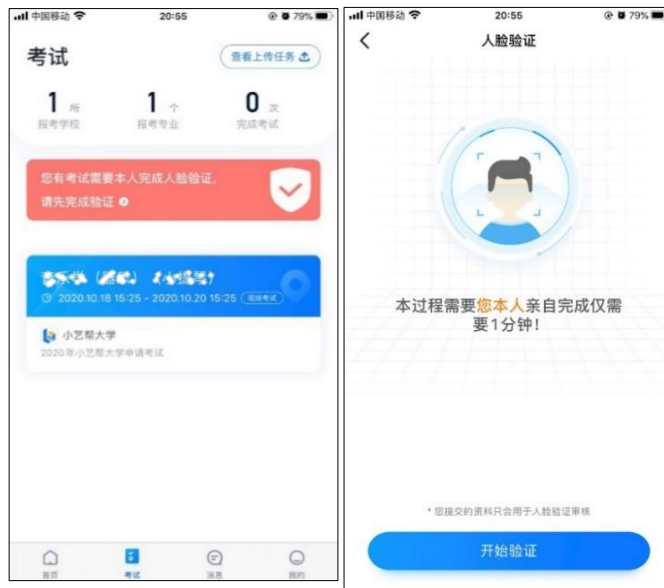 中国移动
20:55
79%
考试
查看上传任务
1 所
1 个
0 次
报考学校
报考专业
完成考试
您有考试需要本人完成人脸验证,
请先完成验证
2020.10.18 15:25 - 2020.10.20 15:25
小艺帮大学
2020年小艺帮大学申请考试
首页
考试
消息
我的
中国移动
20:55
79%
人脸验证
本过程需要您本人亲自完成仅需
要1分钟!
* 您提交的资料只会用于人脸验证审核
开始验证